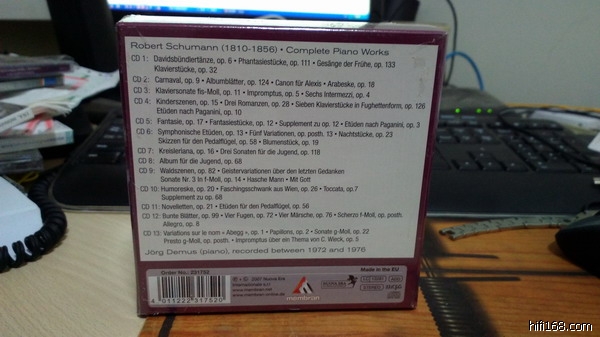 Robert Schumann (1810-1856) • Complete Piano Works
CD 1: Davidsbündlertänze, op. 6 • Phantasiestücke, op. 111 • Gesänge der Frühe, op. 133
Klavierstücke, op. 32
CD 2: Carnaval, op. 9 • Albumblätter, op. 124 • Canon für Alexis • Arabeske, op. 18
CD 3: Klaviersonate fis-Moll, op. 11 • Impromptus, op. 5 • Sechs Intermezzi, op. 4
CD 4: Kinderszenen, op. 15 • Drei Romanzen, op. 28 • Sieben Klavierstücke in Fughettenform, op. 126
Etüden nach Paganini, op. 10
CD 5: Fantasie, op. 17 • Fantasiestücke, op. 12 • Supplement zu op. 12 • Etüden nach Paganini, op. 3
CD 6: Symphonische Etüden, op. 13 • Fünf Variationen, op. posth. 13 • Nachtstücke, op. 23
Skizzen für den Pedalflügel, op. 58 • Blumenstück, op. 19
CD 7: Kreisleriana, op. 16 • Drei Sonaten für die Jugend, op. 118
CD 8: Album für die Jugend, op. 68
CD 9: Waldszenen, op. 82 • Geistervariationen über den letzten Gedanken
Sonate Nr. 3 in F-Moll, op. 14 • Hasche Mann • Mit Gott
CD 10: Humoreske, op. 20 • Faschingsschwank aus Wien, op. 26 • Toccata, op.7
Supplement zu op. 68
CD 11: Noveletten, op. 21 • Etüden für den Pedalflügel, op. 56
CD 12: Bunte Blätter, op. 99 • Vier Fugen, op. 72 • Vier Märsche, op. 76 • Scherzo f-Moll, op. posth.
Allegro, op. 8
CD 13: Variations sur le nom « Abegg », op. 1 • Papillons, op. 2 • Sonate g-Moll, op. 22
Presto g-Moll, op. posth. • Impromptus über ein Thema von C. Wieck, op. 5
Jörg Demus (piano), recorded between 1972 and 1976
Order No.: 231752
Made in the EU
4 011222 317520
2007
www.membran.net
membran
STEREO
hifi168.com